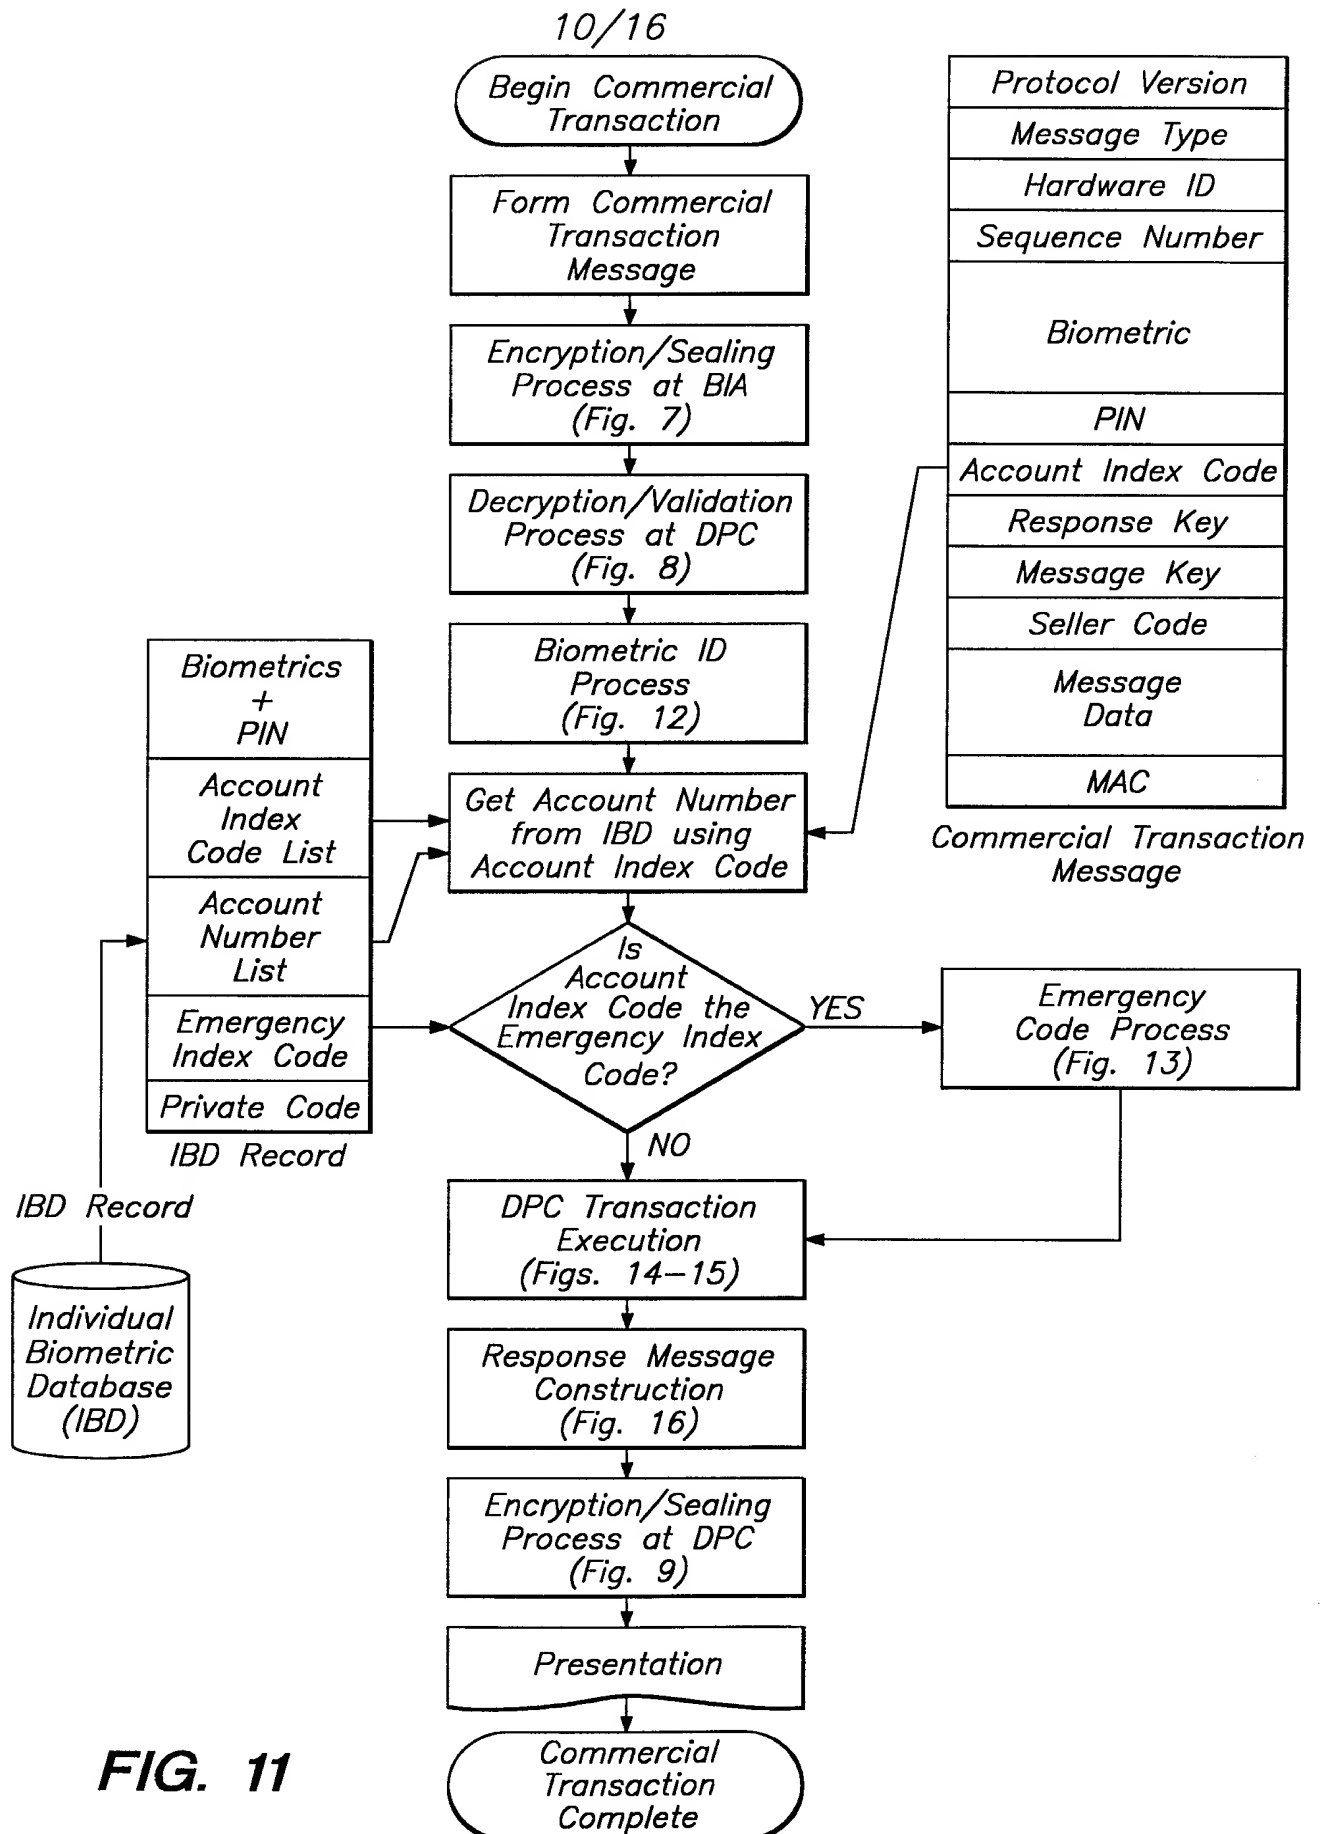 10/16
Begin Commercial
Transaction
Form Commercial
Transaction
Message
Encryption/Sealing
Process at BIA
(Fig. 7)
Decryption/Validation
Process at DPC
(Fig. 8)
Biometric ID
Process
(Fig. 12)
Get Account Number
from IBD using
Account Index Code
Is
Account
Index Code the
Emergency Index
Code?
YES
NO
Emergency
Code Process
(Fig. 13)
DPC Transaction
Execution
(Figs. 14–15)
Response Message
Construction
(Fig. 16)
Encryption/Sealing
Process at DPC
(Fig. 9)
Presentation
Commercial
Transaction
Complete
Protocol Version
Message Type
Hardware ID
Sequence Number
Biometric
PIN
Account Index Code
Response Key
Message Key
Seller Code
Message
Data
MAC
Commercial Transaction
Message
Biometrics
+
PIN
Account
Index
Code List
Account
Number
List
Emergency
Index Code
Private Code
IBD Record
IBD Record
Individual
Biometric
Database
(IBD)
FIG. 11